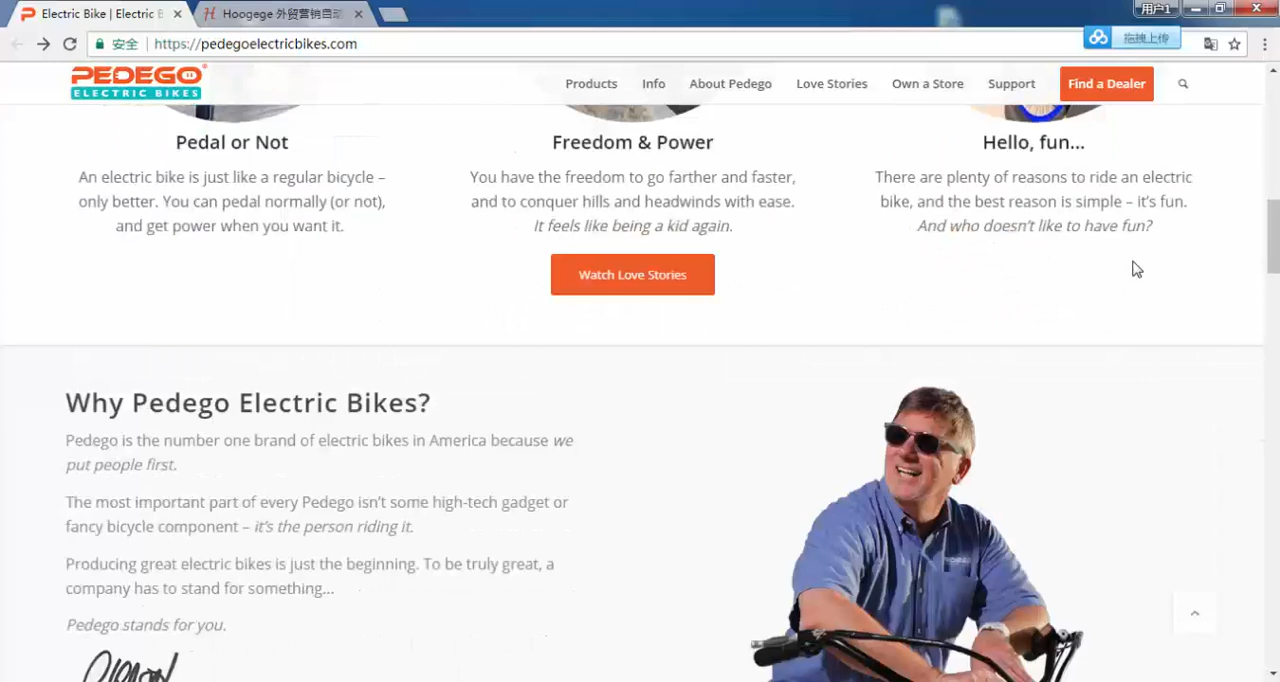 Electric Bike | Electric B
Hoogege 外贸营销自动
用户1
安全
https://pedegoelectricbikes.com
拖拽上传
PEDEGO®
ELECTRIC BIKES
Products
Info
About Pedego
Love Stories
Own a Store
Support
Find a Dealer
Pedal or Not
An electric bike is just like a regular bicycle –
only better. You can pedal normally (or not),
and get power when you want it.
Freedom & Power
You have the freedom to go farther and faster,
and to conquer hills and headwinds with ease.
It feels like being a kid again.
Watch Love Stories
Hello, fun...
There are plenty of reasons to ride an electric
bike, and the best reason is simple – it's fun.
And who doesn't like to have fun?
Why Pedego Electric Bikes?
Pedego is the number one brand of electric bikes in America because we
put people first.
The most important part of every Pedego isn't some high-tech gadget or
fancy bicycle component – it's the person riding it.
Producing great electric bikes is just the beginning. To be truly great, a
company has to stand for something...
Pedego stands for you.
PEDEGO